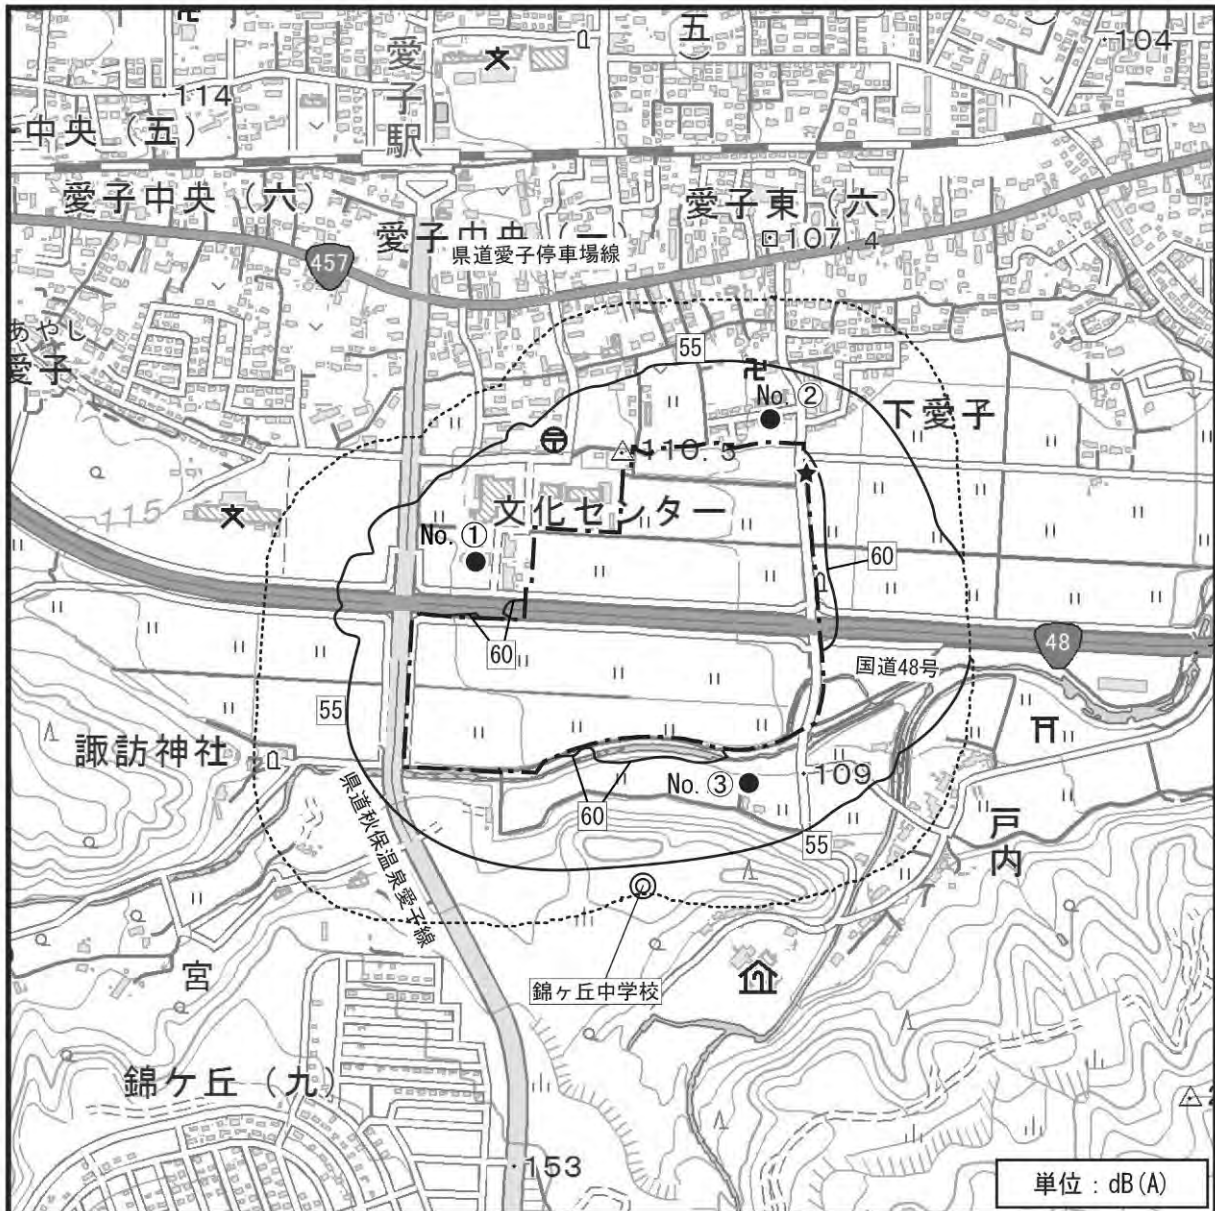 五
104
愛子駅
114
中央（五）
愛子中央（六）
愛子東（六）
107.4
愛子中央（一）
県道愛子停車場線
457
あやし
愛子
55
No. ②
下愛子
110.5
文化センター
115
No. ①
60
60
48
国道48号
55
諏訪神社
No. ③
109
60
県道秋保温泉愛子線
55
戸内
宮
錦ヶ丘中学校
錦ケ丘（九）
153
単位：dB(A)